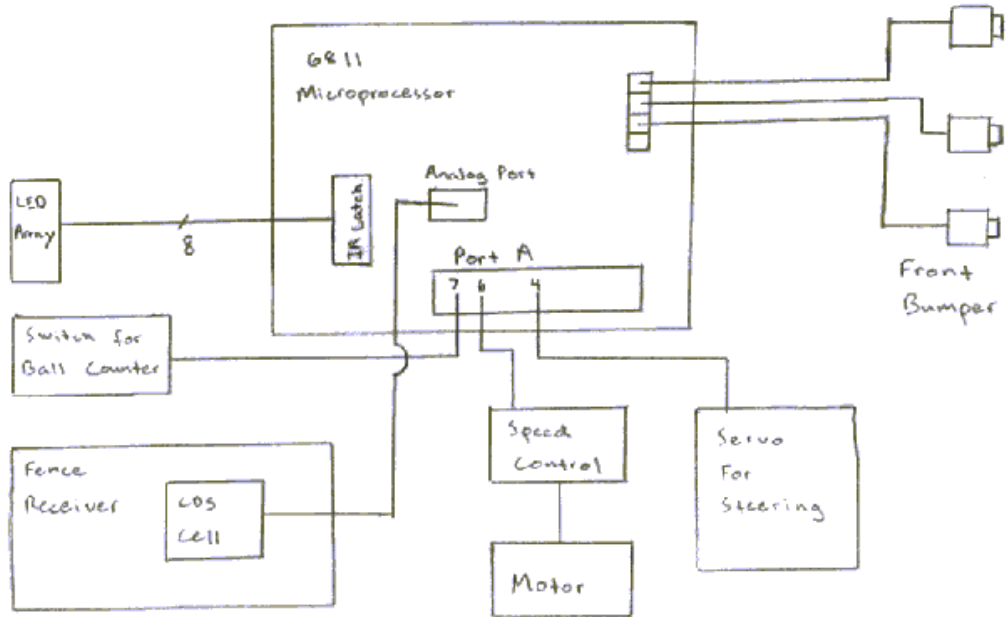 6811
Microprocessor
Analog Port
LED
Array
8
IR Latch
Port A
7 6 4
Front
Bumper
Switch for
Ball Counter
Speed
Control
Servo
For
Steering
Fence
Receiver
CDS
Cell
Motor